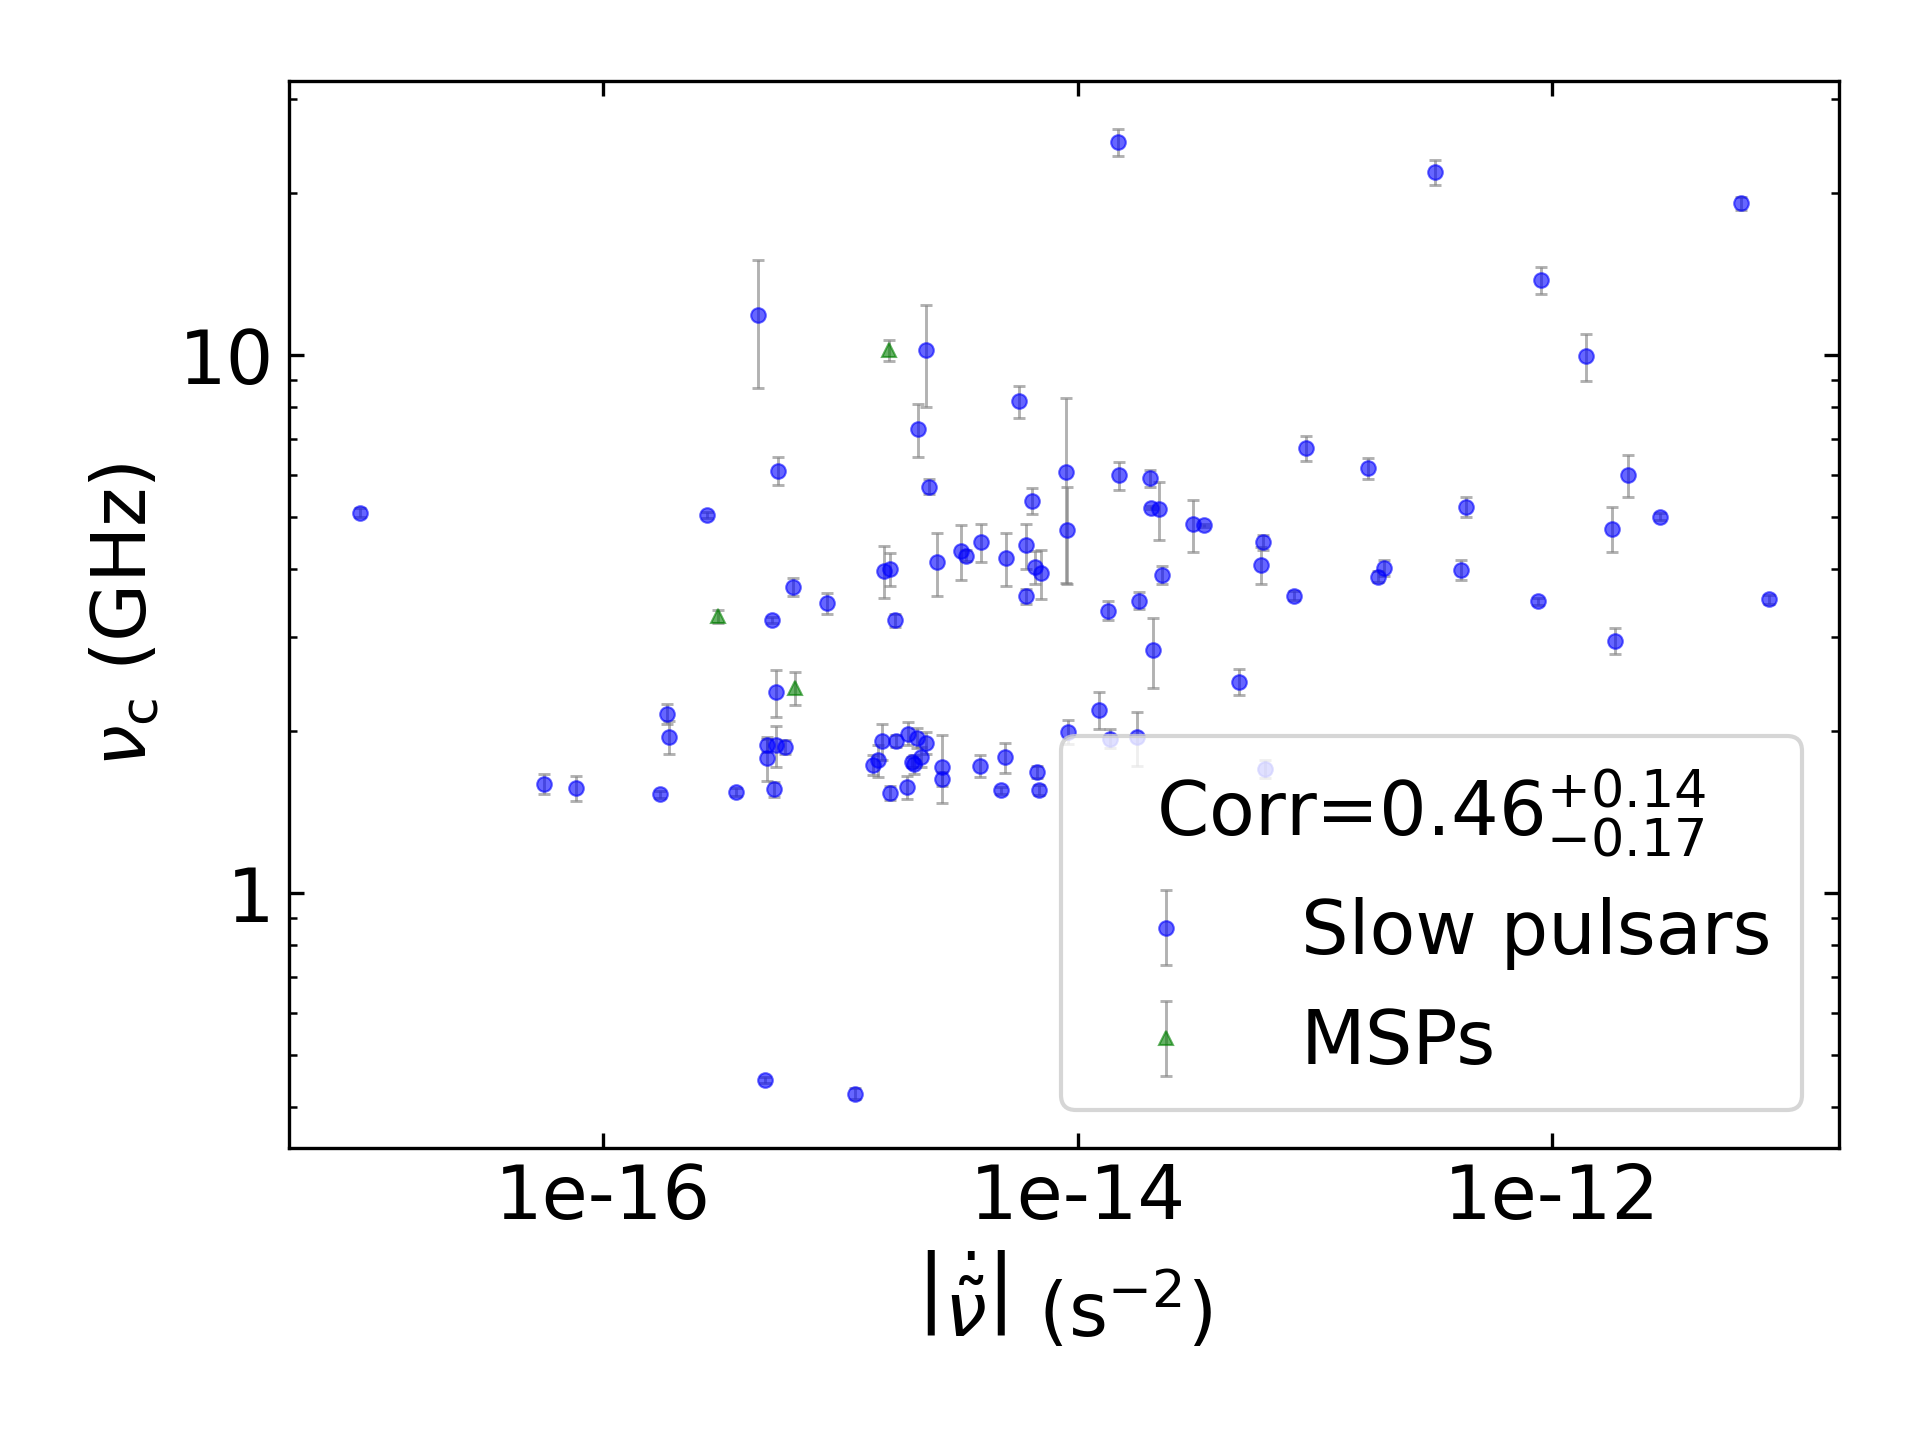 10
1
ν_c (GHz)
Corr=0.46^{+0.14}_{−0.17}
Slow pulsars
MSPs
1e-16 1e-14 1e-12
|ν̃̇| (s^{−2})